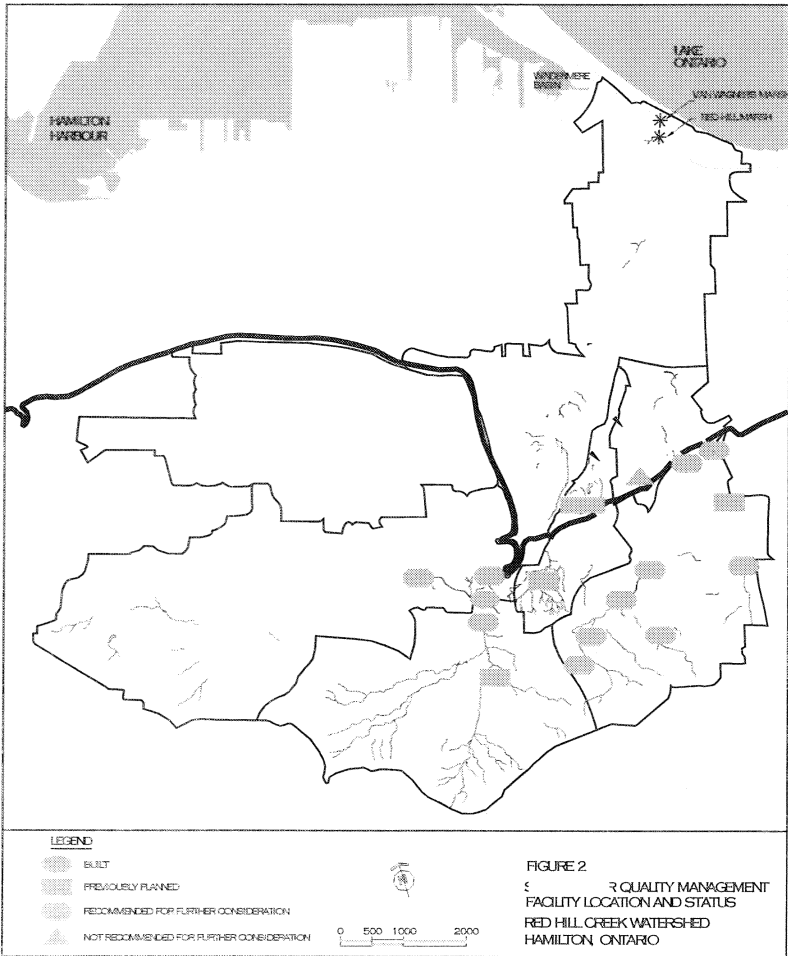 LAKE
ONTARIO
WINDERMERE
BASIN
VAN WAGNERS MARSH
RED HILL MARSH
HAMILTON
HARBOUR
LEGEND
BUILT
PREVIOUSLY PLANNED
RECOMMENDED FOR FURTHER CONSIDERATION
NOT RECOMMENDED FOR FURTHER CONSIDERATION
0 500 1000 2000
FIGURE 2
QUALITY MANAGEMENT
FACILITY LOCATION AND STATUS
RED HILL CREEK WATERSHED
HAMILTON, ONTARIO